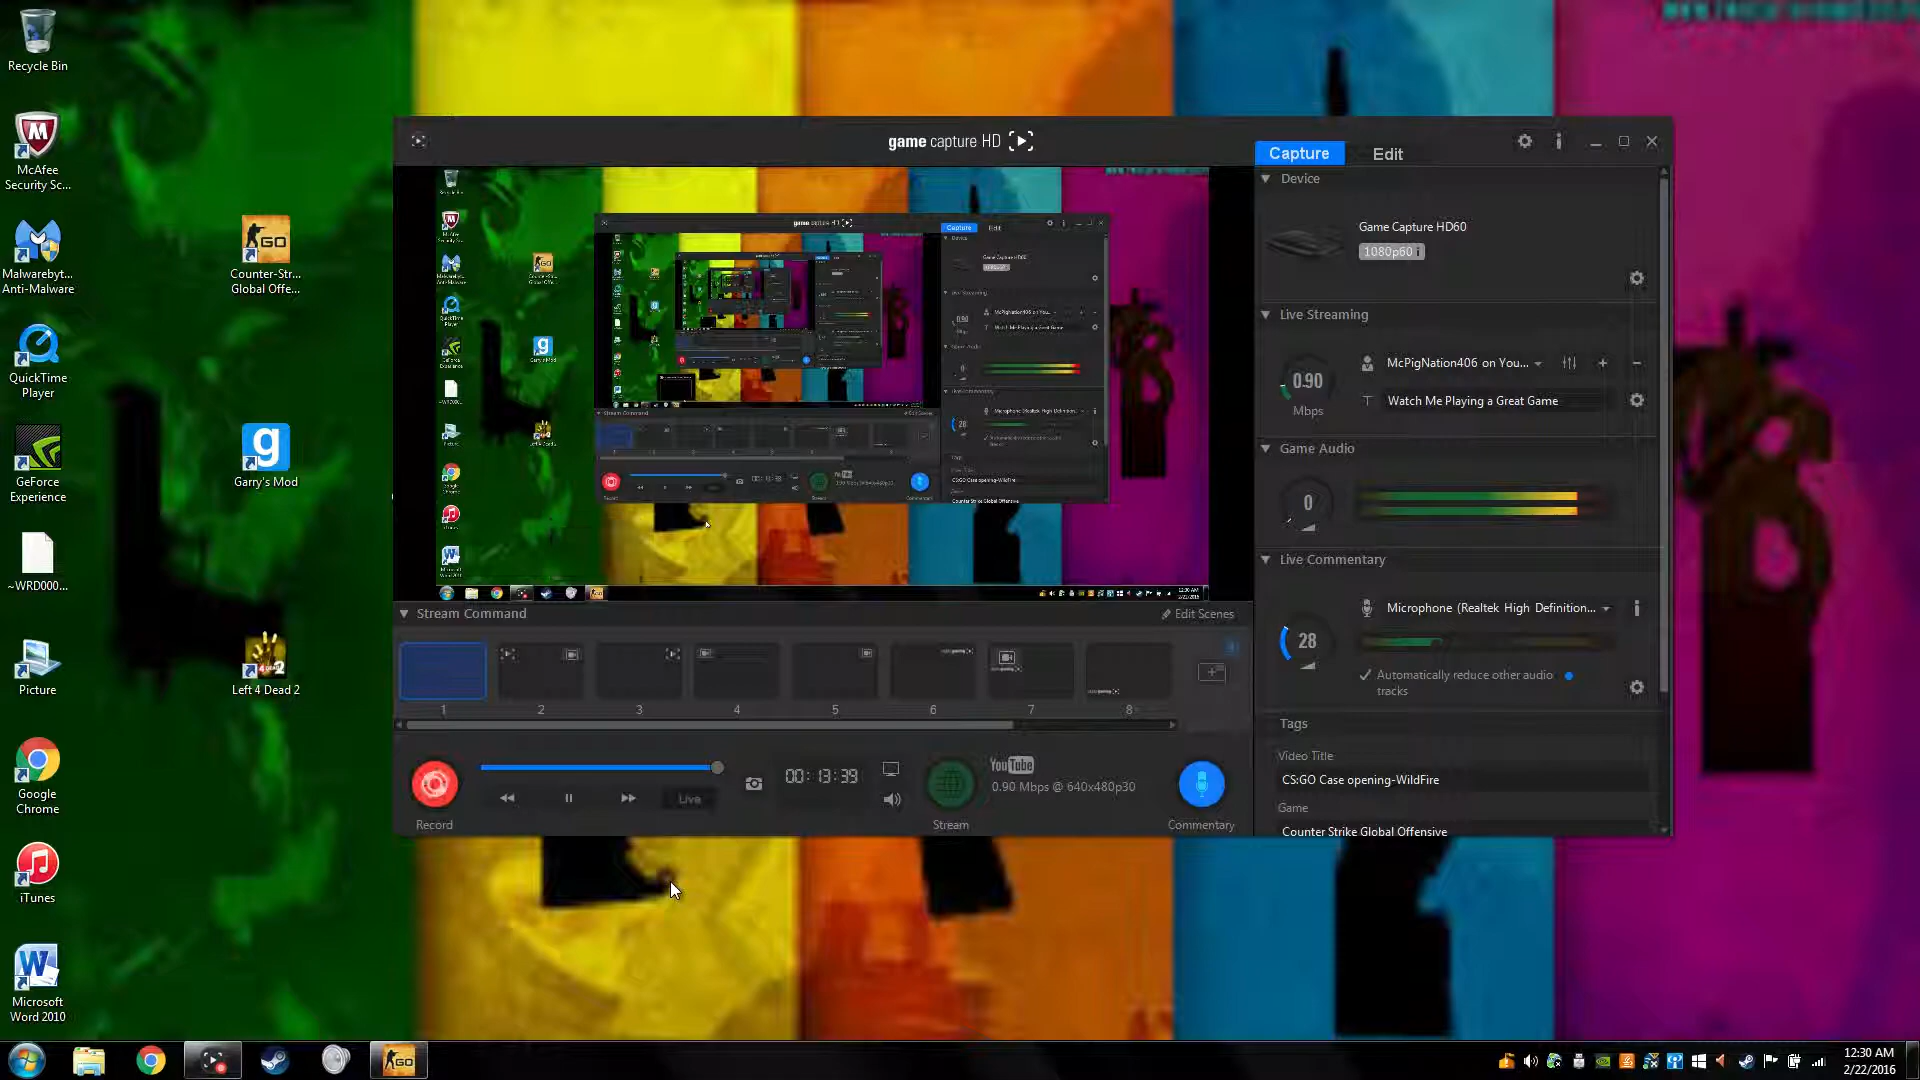 Recycle Bin
McAfee
Security Sc...
Malwarebyt...
Anti-Malware
QuickTime
Player
GeForce
Experience
~WRD000...
Picture
Google
Chrome
iTunes
Microsoft
Word 2010
Counter-Str...
Global Offe...
Garry's Mod
Left 4 Dead 2
game capture HD
Capture
Edit
Device
Game Capture HD60
1080p60 i
Live Streaming
0.90
Mbps
McPigNation406 on You...
Watch Me Playing a Great Game
Game Audio
0
Live Commentary
28
Microphone (Realtek High Definition...
Automatically reduce other audio
tracks
Tags
Video Title
CS:GO Case opening-WildFire
Game
Counter Strike Global Offensive
Stream Command
Edit Scenes
1 2 3 4 5 6 7 8
Record
Live
00:13:39
Stream
YouTube
0.90 Mbps @ 640x480p30
Commentary
12:30 AM
2/22/2016